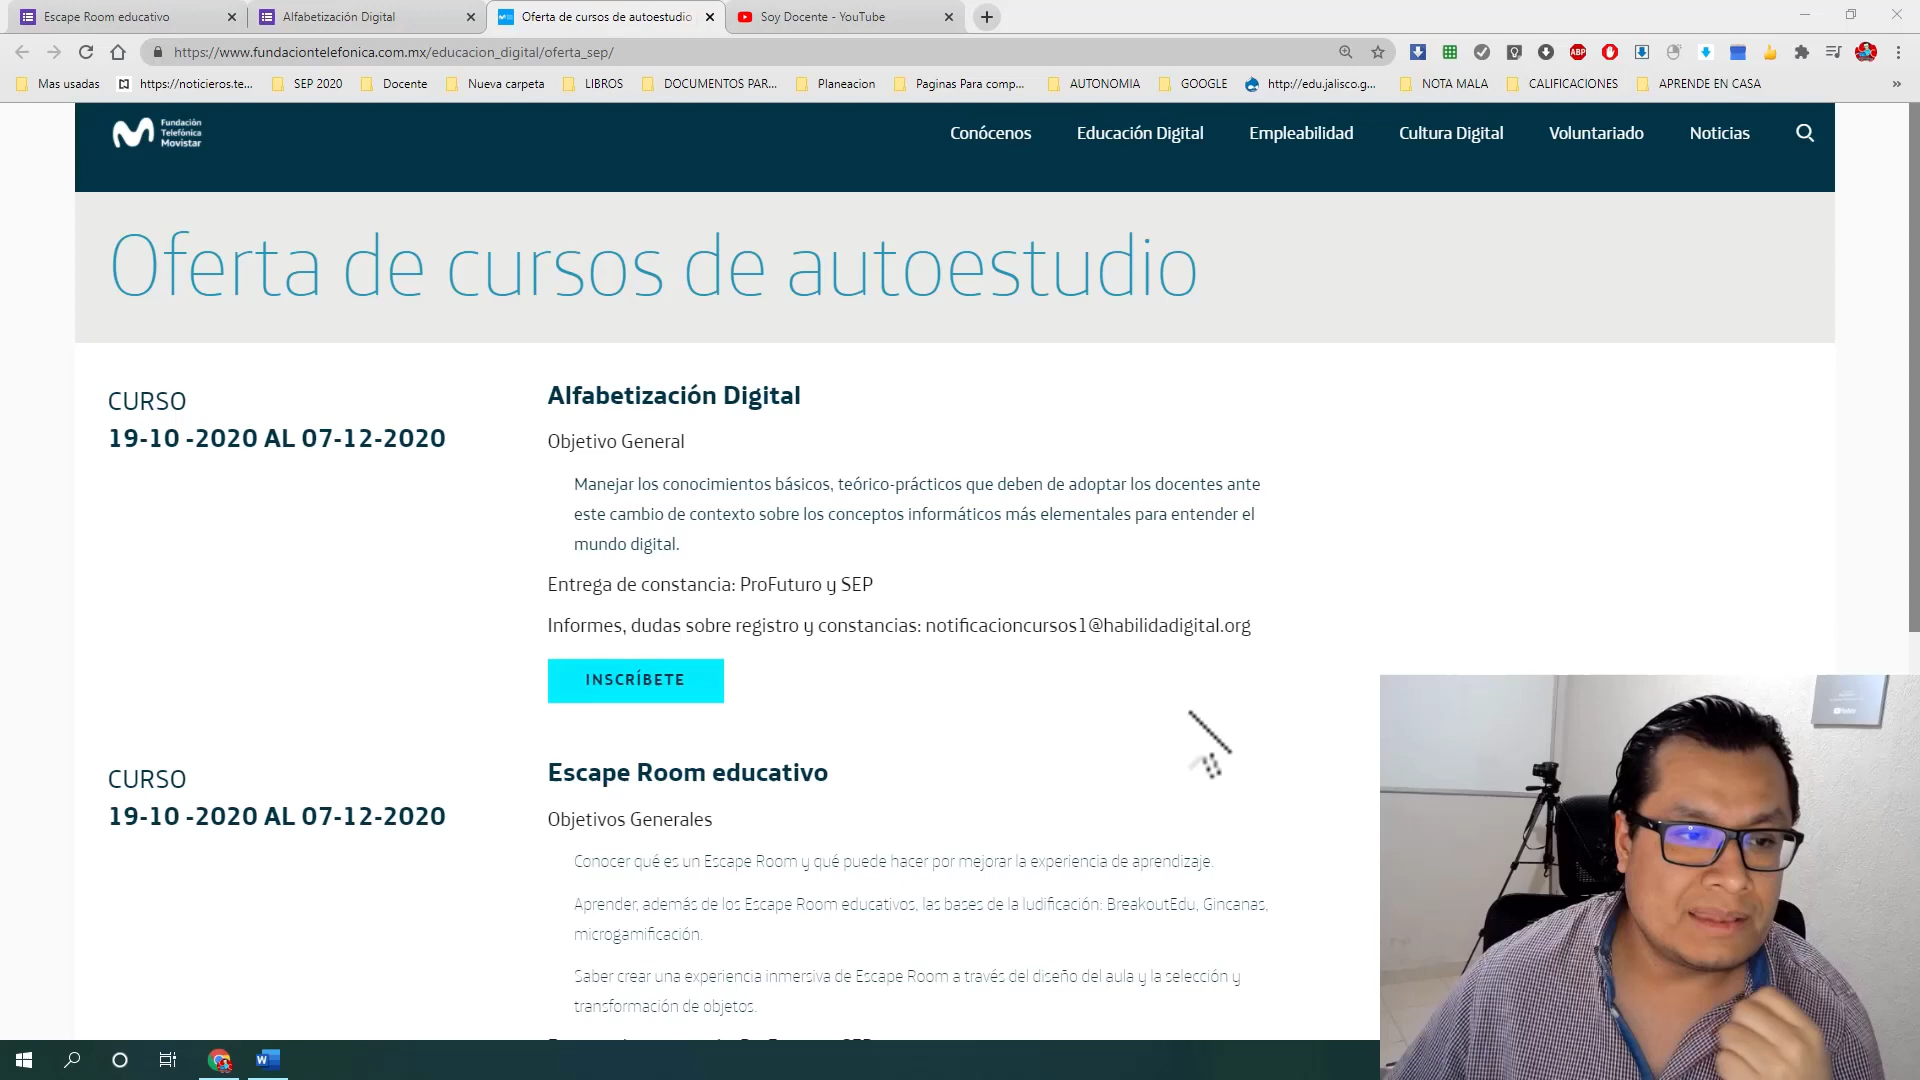 Escape Room educativo
Alfabetización Digital
Oferta de cursos de autoestudio
Soy Docente - YouTube
https://www.fundaciontelefonica.com.mx/educacion_digital/oferta_sep/
ABP
Mas usadas
https://noticieros.te...
SEP 2020
Docente
Nueva carpeta
LIBROS
DOCUMENTOS PAR...
Planeacion
Paginas Para comp...
AUTONOMIA
GOOGLE
http://edu.jalisco.g...
NOTA MALA
CALIFICACIONES
APRENDE EN CASA
Fundación
Telefónica
Movistar
Conócenos
Educación Digital
Empleabilidad
Cultura Digital
Voluntariado
Noticias
Oferta de cursos de autoestudio
CURSO
19-10 -2020 AL 07-12-2020
Alfabetización Digital
Objetivo General
Manejar los conocimientos básicos, teórico-prácticos que deben de adoptar los docentes ante
este cambio de contexto sobre los conceptos informáticos más elementales para entender el
mundo digital.
Entrega de constancia: ProFuturo y SEP
Informes, dudas sobre registro y constancias: notificacioncursos1@habilidadigital.org
INSCRÍBETE
CURSO
19-10 -2020 AL 07-12-2020
Escape Room educativo
Objetivos Generales
Conocer qué es un Escape Room y qué puede hacer por mejorar la experiencia de aprendizaje.
Aprender, además de los Escape Room educativos, las bases de la ludificación: BreakoutEdu, Gincanas,
microgamificación.
Saber crear una experiencia inmersiva de Escape Room a través del diseño del aula y la selección y
transformación de objetos.